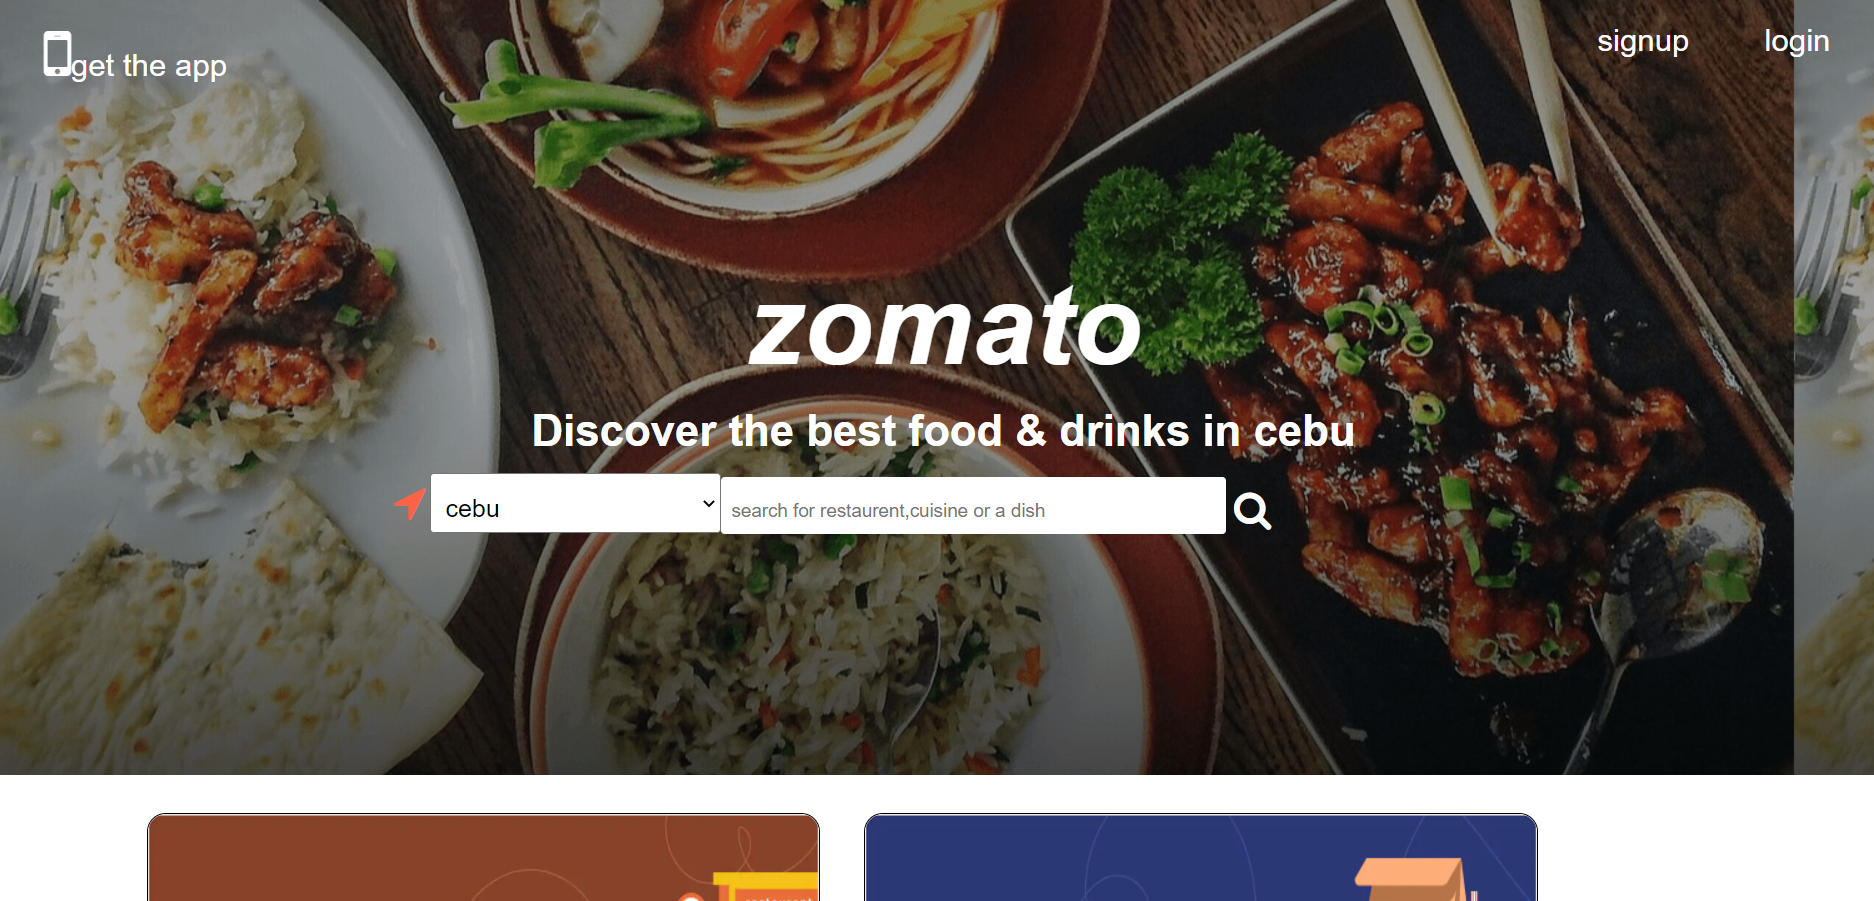 get the app
signup
login
zomato
Discover the best food & drinks in cebu
cebu
search for restaurent,cuisine or a dish